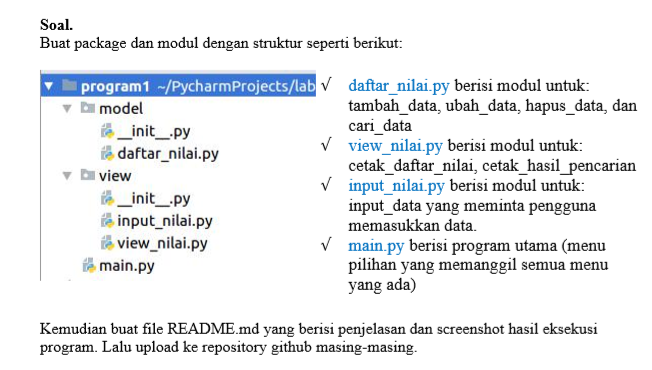 Soal.
Buat package dan modul dengan struktur seperti berikut:
program1 ~/PycharmProjects/lab
model
__init__.py
daftar_nilai.py
view
__init__.py
input_nilai.py
view_nilai.py
main.py
√ daftar_nilai.py berisi modul untuk:
tambah_data, ubah_data, hapus_data, dan
cari_data
√ view_nilai.py berisi modul untuk:
cetak_daftar_nilai, cetak_hasil_pencarian
√ input_nilai.py berisi modul untuk:
input_data yang meminta pengguna
memasukkan data.
√ main.py berisi program utama (menu
pilihan yang memanggil semua menu
yang ada)
Kemudian buat file README.md yang berisi penjelasan dan screenshot hasil eksekusi
program. Lalu upload ke repository github masing-masing.